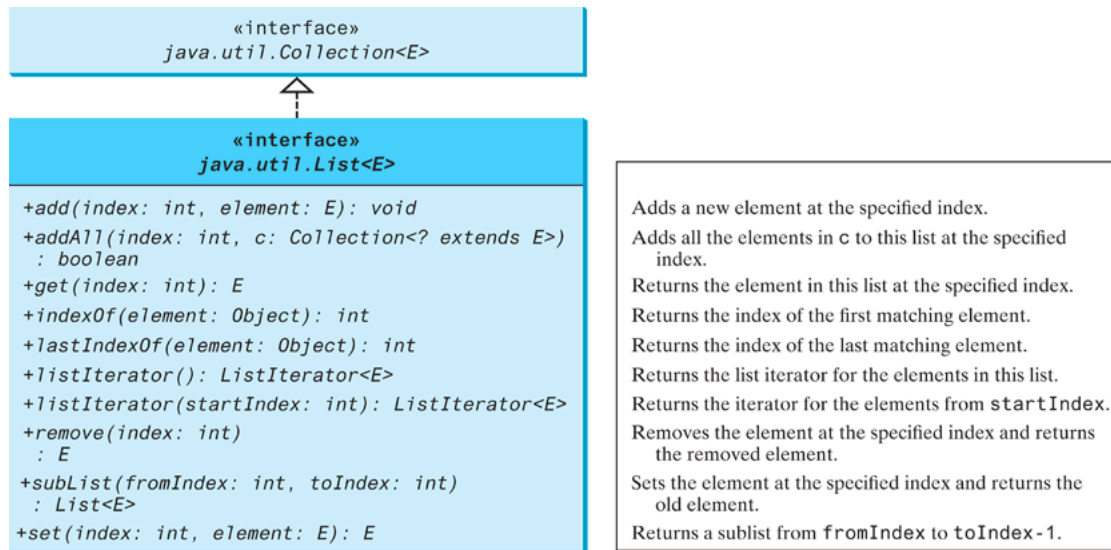 «interface»
java.util.Collection<E>
«interface»
java.util.List<E>
+add(index: int, element: E): void
+addAll(index: int, c: Collection<? extends E>)
: boolean
+get(index: int): E
+indexOf(element: Object): int
+lastIndexOf(element: Object): int
+listIterator(): ListIterator<E>
+listIterator(startIndex: int): ListIterator<E>
+remove(index: int)
: E
+subList(fromIndex: int, toIndex: int)
: List<E>
+set(index: int, element: E): E
Adds a new element at the specified index.
Adds all the elements in c to this list at the specified
index.
Returns the element in this list at the specified index.
Returns the index of the first matching element.
Returns the index of the last matching element.
Returns the list iterator for the elements in this list.
Returns the iterator for the elements from startIndex.
Removes the element at the specified index and returns
the removed element.
Sets the element at the specified index and returns the
old element.
Returns a sublist from fromIndex to toIndex-1.